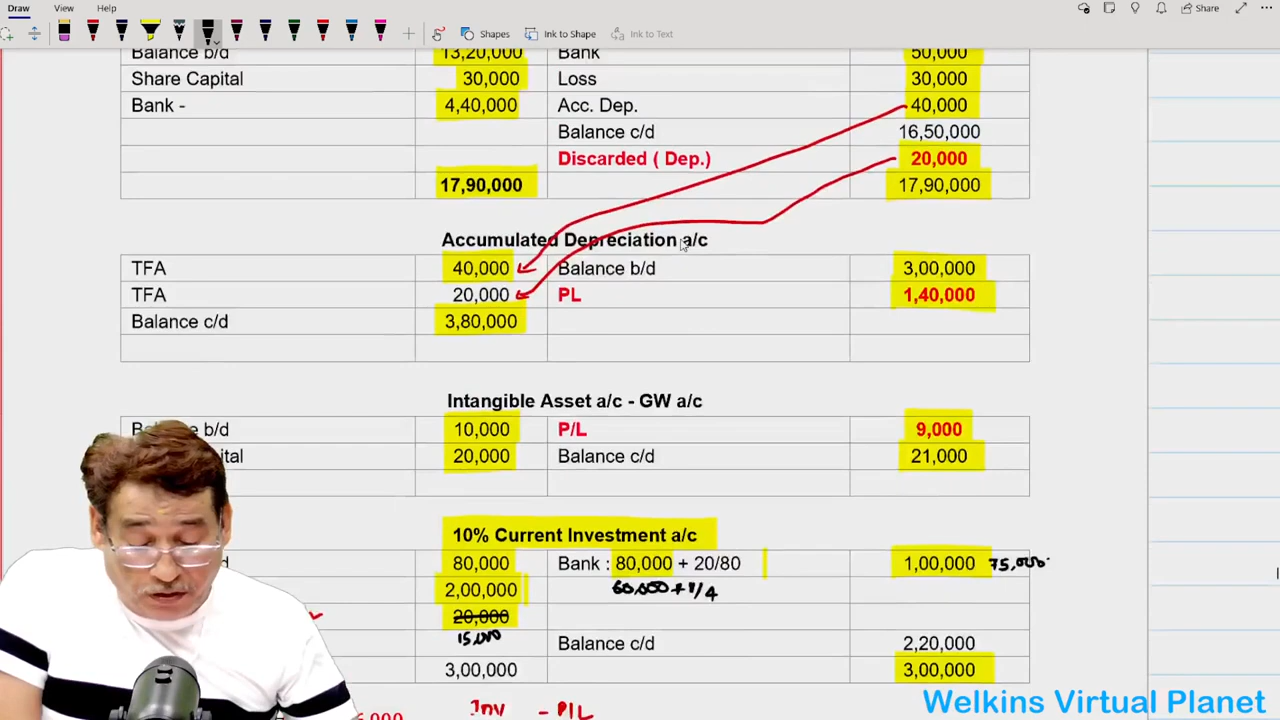 Draw View Help Share
Shapes Ink to Shape Ink to Text
Balance b/d 13,20,000 Bank 50,000
Share Capital 30,000 Loss 30,000
Bank - 4,40,000 Acc. Dep. 40,000
Balance c/d 16,50,000
Discarded ( Dep.) 20,000
17,90,000 17,90,000
Accumulated Depreciation a/c
TFA 40,000 Balance b/d 3,00,000
TFA 20,000 PL 1,40,000
Balance c/d 3,80,000
Intangible Asset a/c - GW a/c
b/d 10,000 P/L 9,000
20,000 Balance c/d 21,000
10% Current Investment a/c
80,000 Bank : 80,000 + 20/80 1,00,000 75,000
2,00,000 60,000 + 1/4
20,000
15,000 Balance c/d 2,20,000
3,00,000 3,00,000
Inv - P/L
Welkins Virtual Planet